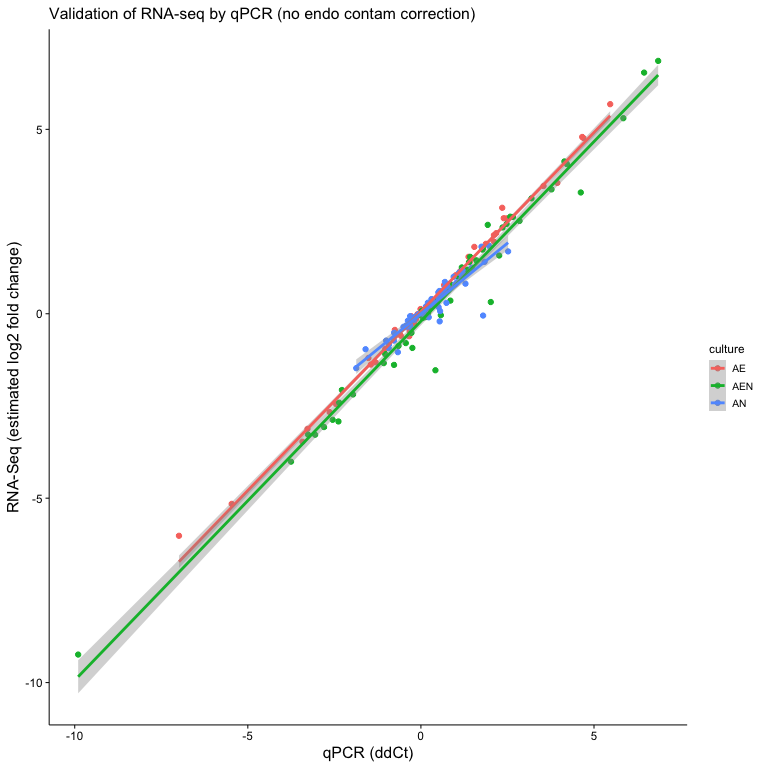 Validation of RNA-seq by qPCR (no endo contam correction)
RNA-Seq (estimated log2 fold change)
5
0
-5
-10
-10
-5
0
5
qPCR (ddCt)
culture
AE
AEN
AN